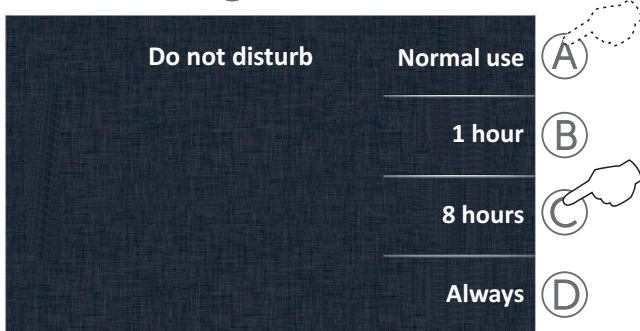 Do not disturb
Normal use A
1 hour B
8 hours C
Always D